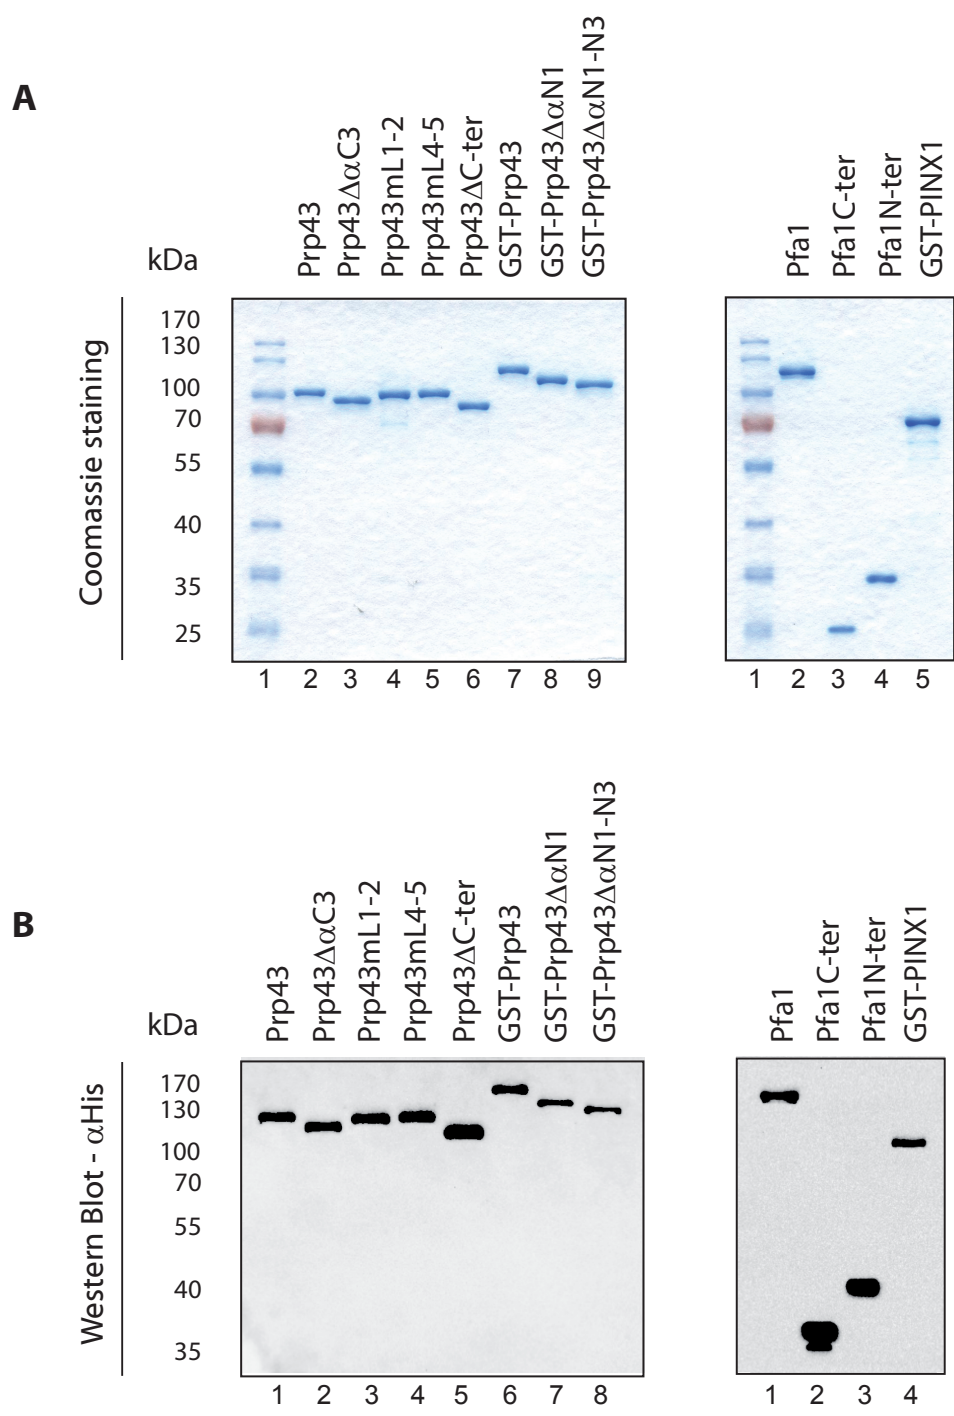 A
kDa
Prp43
Prp43ΔαC3
Prp43mL1-2
Prp43mL4-5
Prp43ΔC-ter
GST-Prp43
GST-Prp43ΔαN1
GST-Prp43ΔαN1-N3
Pfa1
Pfa1C-ter
Pfa1N-ter
GST-PINX1
Coomassie staining
170
130
100
70
55
40
35
25
1 2 3 4 5 6 7 8 9
1 2 3 4 5
B
kDa
Prp43
Prp43ΔαC3
Prp43mL1-2
Prp43mL4-5
Prp43ΔC-ter
GST-Prp43
GST-Prp43ΔαN1
GST-Prp43ΔαN1-N3
Pfa1
Pfa1C-ter
Pfa1N-ter
GST-PINX1
Western Blot - αHis
170
130
100
70
55
40
35
1 2 3 4 5 6 7 8
1 2 3 4